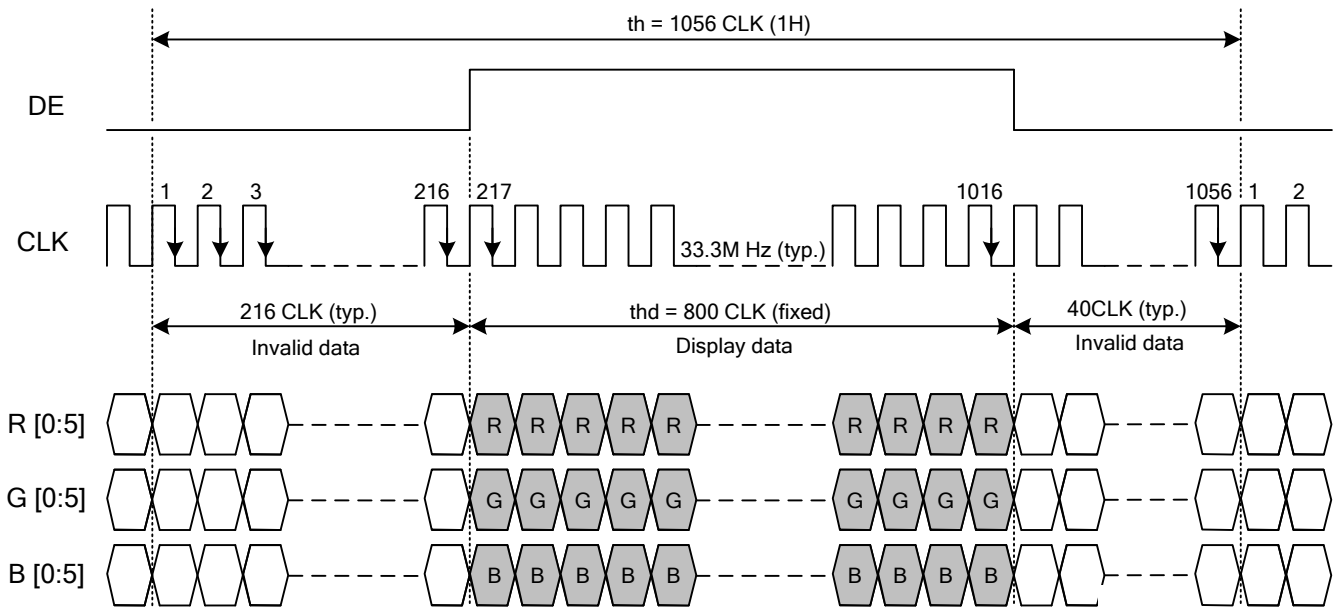 th = 1056 CLK (1H)
DE
1 2 3 216 217 1016 1056 1 2
CLK
33.3M Hz (typ.)
216 CLK (typ.) thd = 800 CLK (fixed) 40CLK (typ.)
Invalid data Display data Invalid data
R [0:5] R R R R R R R R R
G [0:5] G G G G G G G G G
B [0:5] B B B B B B B B B